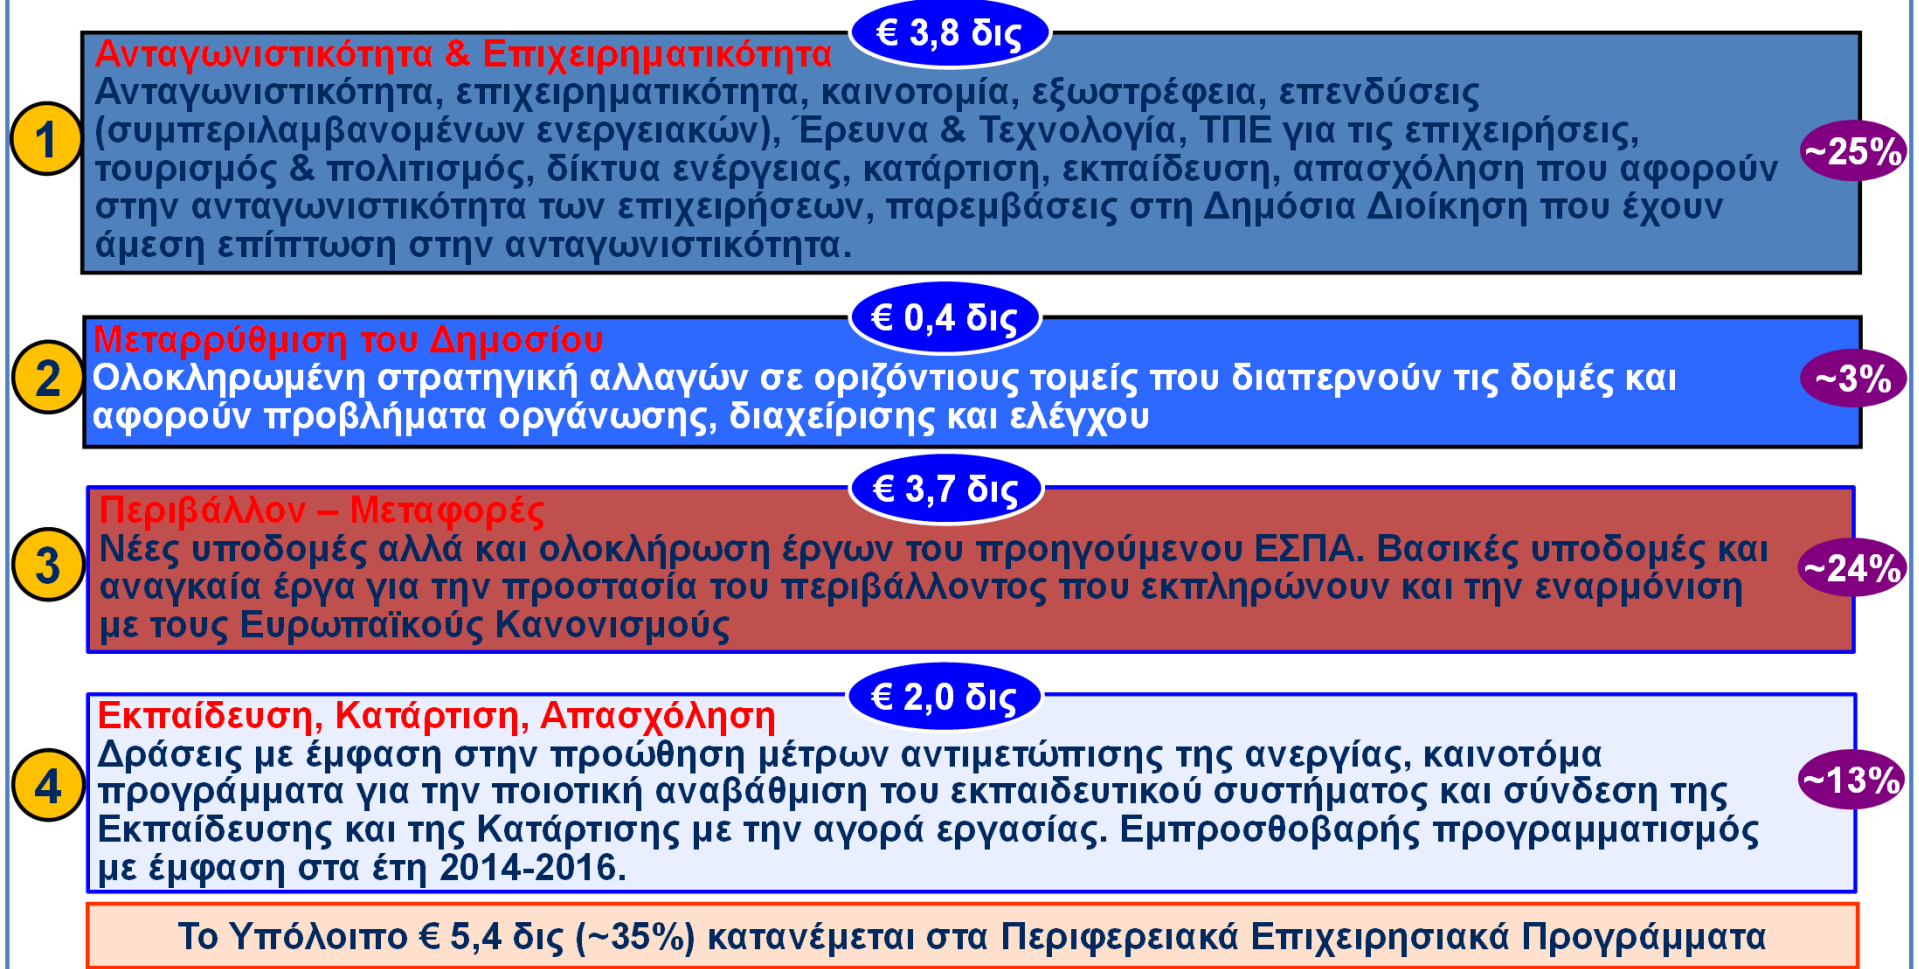 € 3,8 δις
Ανταγωνιστικότητα & Επιχειρηματικότητα
Ανταγωνιστικότητα, επιχειρηματικότητα, καινοτομία, εξωστρέφεια, επενδύσεις
(συμπεριλαμβανομένων ενεργειακών), Έρευνα & Τεχνολογία, ΤΠΕ για τις επιχειρήσεις,
τουρισμός & πολιτισμός, δίκτυα ενέργειας, κατάρτιση, εκπαίδευση, απασχόληση που αφορούν
στην ανταγωνιστικότητα των επιχειρήσεων, παρεμβάσεις στη Δημόσια Διοίκηση που έχουν
άμεση επίπτωση στην ανταγωνιστικότητα.
1
~25%
€ 0,4 δις
Μεταρρύθμιση του Δημοσίου
Ολοκληρωμένη στρατηγική αλλαγών σε οριζόντιους τομείς που διαπερνούν τις δομές και
αφορούν προβλήματα οργάνωσης, διαχείρισης και ελέγχου
2
~3%
€ 3,7 δις
Περιβάλλον – Μεταφορές
Νέες υποδομές αλλά και ολοκλήρωση έργων του προηγούμενου ΕΣΠΑ. Βασικές υποδομές και
αναγκαία έργα για την προστασία του περιβάλλοντος που εκπληρώνουν και την εναρμόνιση
με τους Ευρωπαϊκούς Κανονισμούς
3
~24%
€ 2,0 δις
Εκπαίδευση, Κατάρτιση, Απασχόληση
Δράσεις με έμφαση στην προώθηση μέτρων αντιμετώπισης της ανεργίας, καινοτόμα
προγράμματα για την ποιοτική αναβάθμιση του εκπαιδευτικού συστήματος και σύνδεση της
Εκπαίδευσης και της Κατάρτισης με την αγορά εργασίας. Εμπροσθοβαρής προγραμματισμός
με έμφαση στα έτη 2014-2016.
4
~13%
Το Υπόλοιπο € 5,4 δις (~35%) κατανέμεται στα Περιφερειακά Επιχειρησιακά Προγράμματα